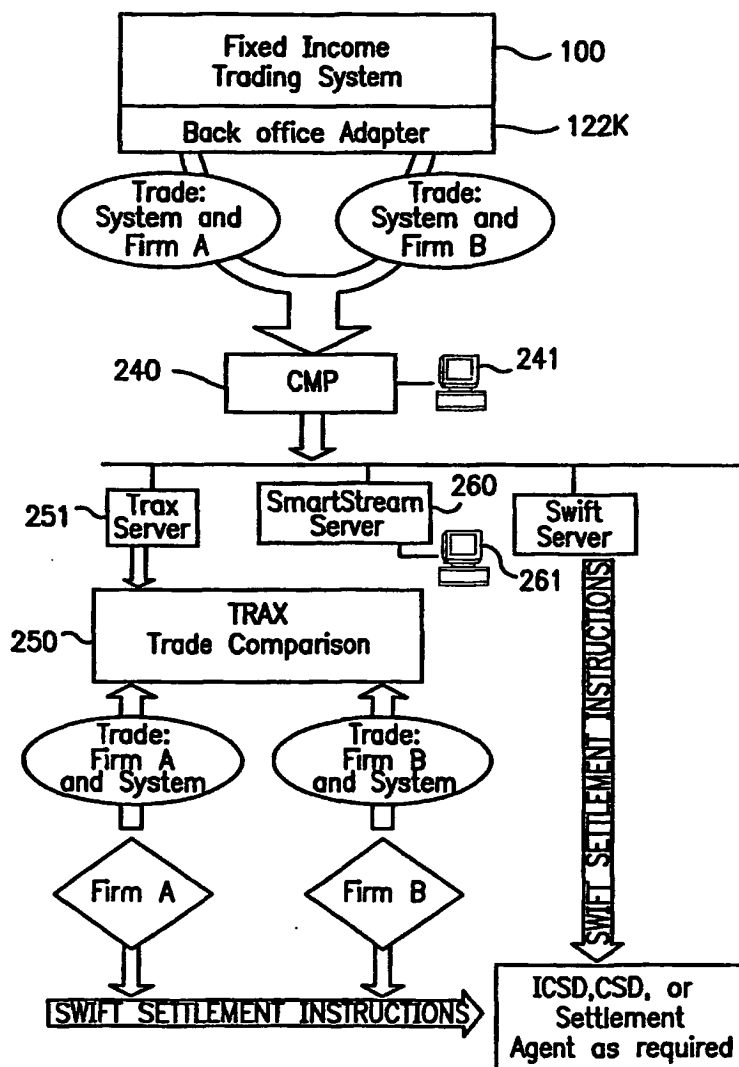 Fixed Income
Trading System
100
Back office Adapter
122K
Trade:
System and
Firm A
Trade:
System and
Firm B
240
CMP
241
251
Trax
Server
SmartStream
Server
260
261
Swift
Server
250
TRAX
Trade Comparison
Trade:
Firm A
and System
Trade:
Firm B
and System
Firm A
Firm B
SWIFT SETTLEMENT INSTRUCTIONS
SWIFT SETTLEMENT INSTRUCTIONS
ICSD,CSD, or
Settlement
Agent as required